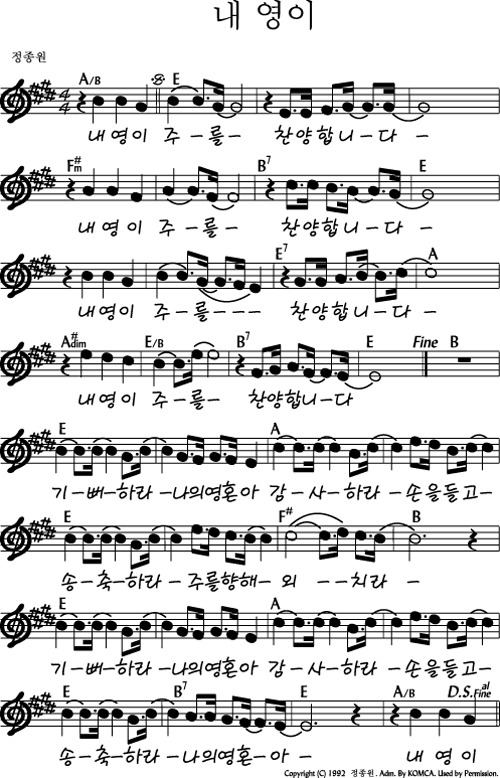 내 영이
정종원
A/B E
4/4
내영이 주-를- 찬양합니-다 -
F#m B7 E
내영이 주-를- 찬양합니-다 -
E7 A
내영이 주-를---- 찬양합니-다-
A#dim E/B B7 E Fine B
내영이 주-를- 찬양합니-다
E A
기-뻐-하라-나의영혼아 감-사-하라-손을들고-
E F# B
송-축-하라-주를향해-외--치라-
E A
기-뻐-하라-나의영혼아 감-사-하라-손을들고-
E B7 E A/B D.S. al Fine
송-축-하라-나의영혼-아- 내 영 이
Copyright (C) 1992 정종원. Adm. By KOMCA. Used by Permission.